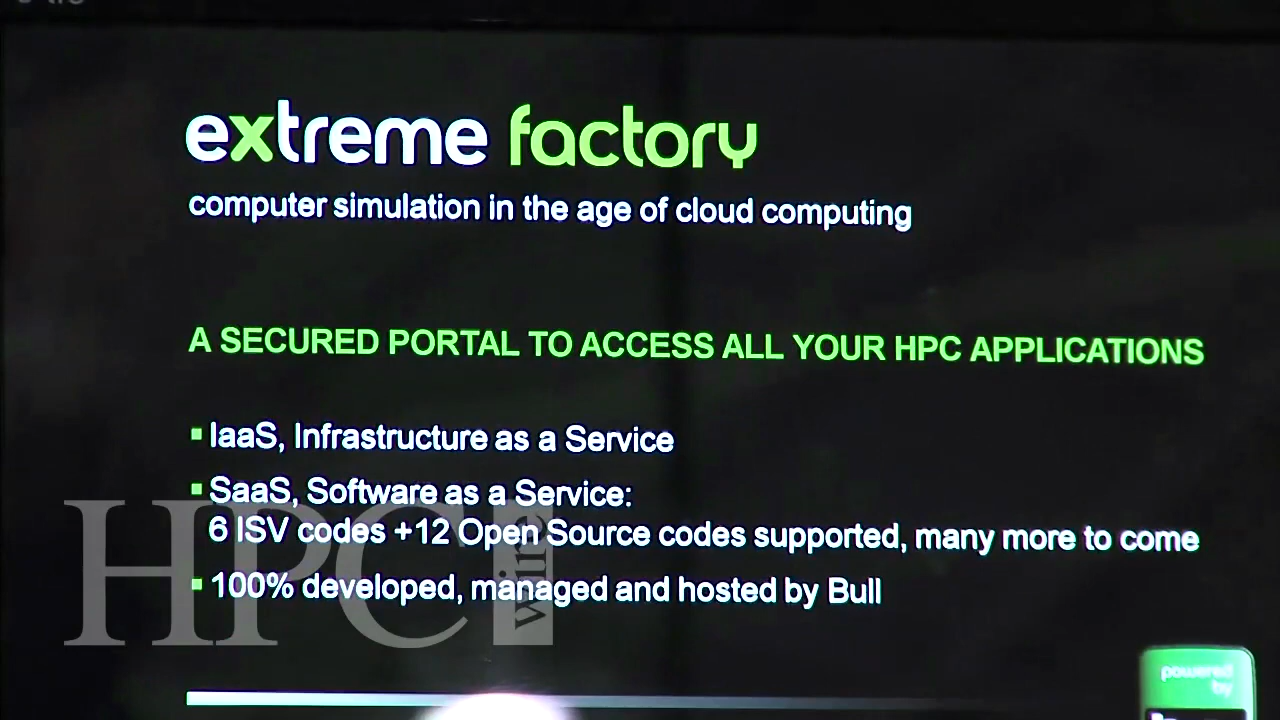 extreme factory
computer simulation in the age of cloud computing
A SECURED PORTAL TO ACCESS ALL YOUR HPC APPLICATIONS
▪ IaaS, Infrastructure as a Service
▪ SaaS, Software as a Service:
6 ISV codes +12 Open Source codes supported, many more to come
▪ 100% developed, managed and hosted by Bull
HPC wire
powered
by